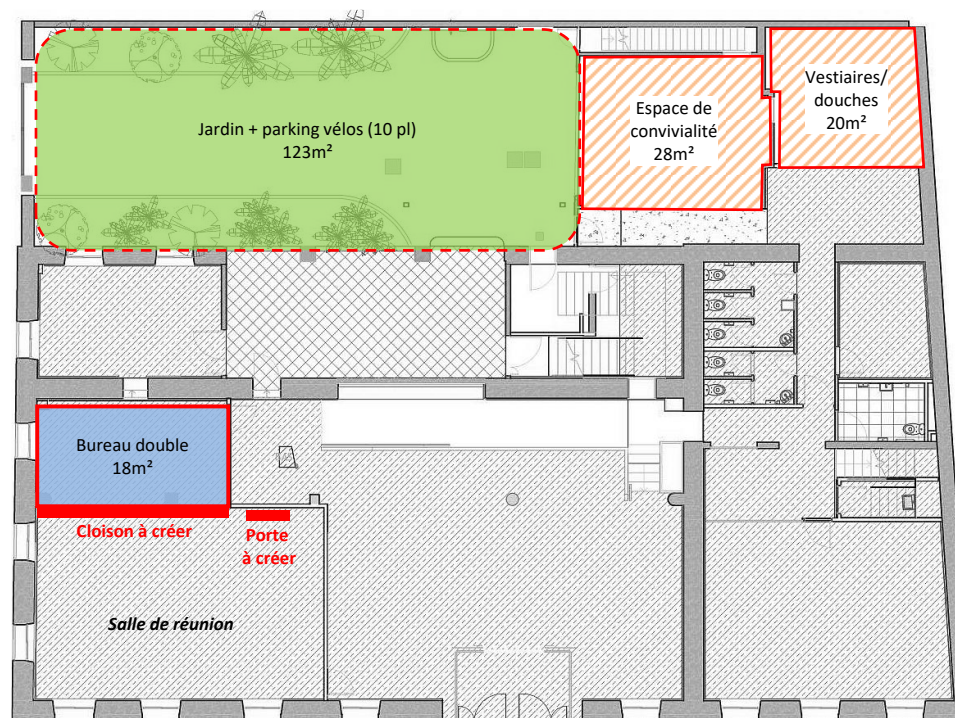 Jardin + parking vélos (10 pl)
123m²
Espace de
convivialité
28m²
Vestiaires/
douches
20m²
Bureau double
18m²
Cloison à créer
Porte
à créer
Salle de réunion